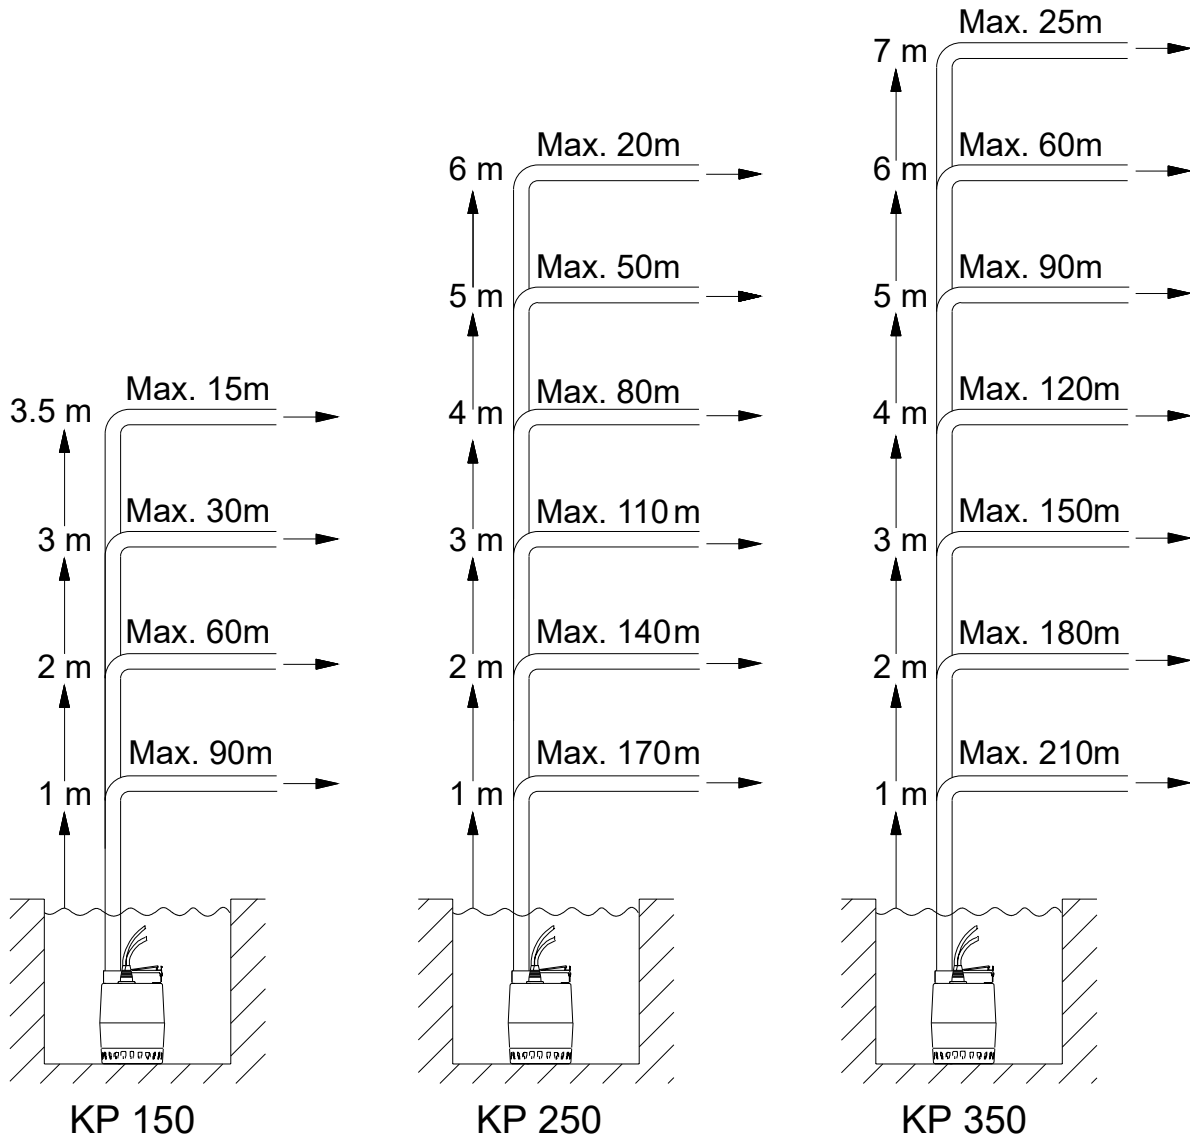 Max. 25m
7 m
Max. 20m
6 m
Max. 60m
6 m
Max. 50m
5 m
Max. 90m
5 m
Max. 15m
3.5 m
Max. 80m
4 m
Max. 120m
4 m
Max. 30m
3 m
Max. 110 m
3 m
Max. 150m
3 m
Max. 60m
2 m
Max. 140m
2 m
Max. 180m
2 m
Max. 90m
1 m
Max. 170m
1 m
Max. 210m
1 m
KP 150
KP 250
KP 350